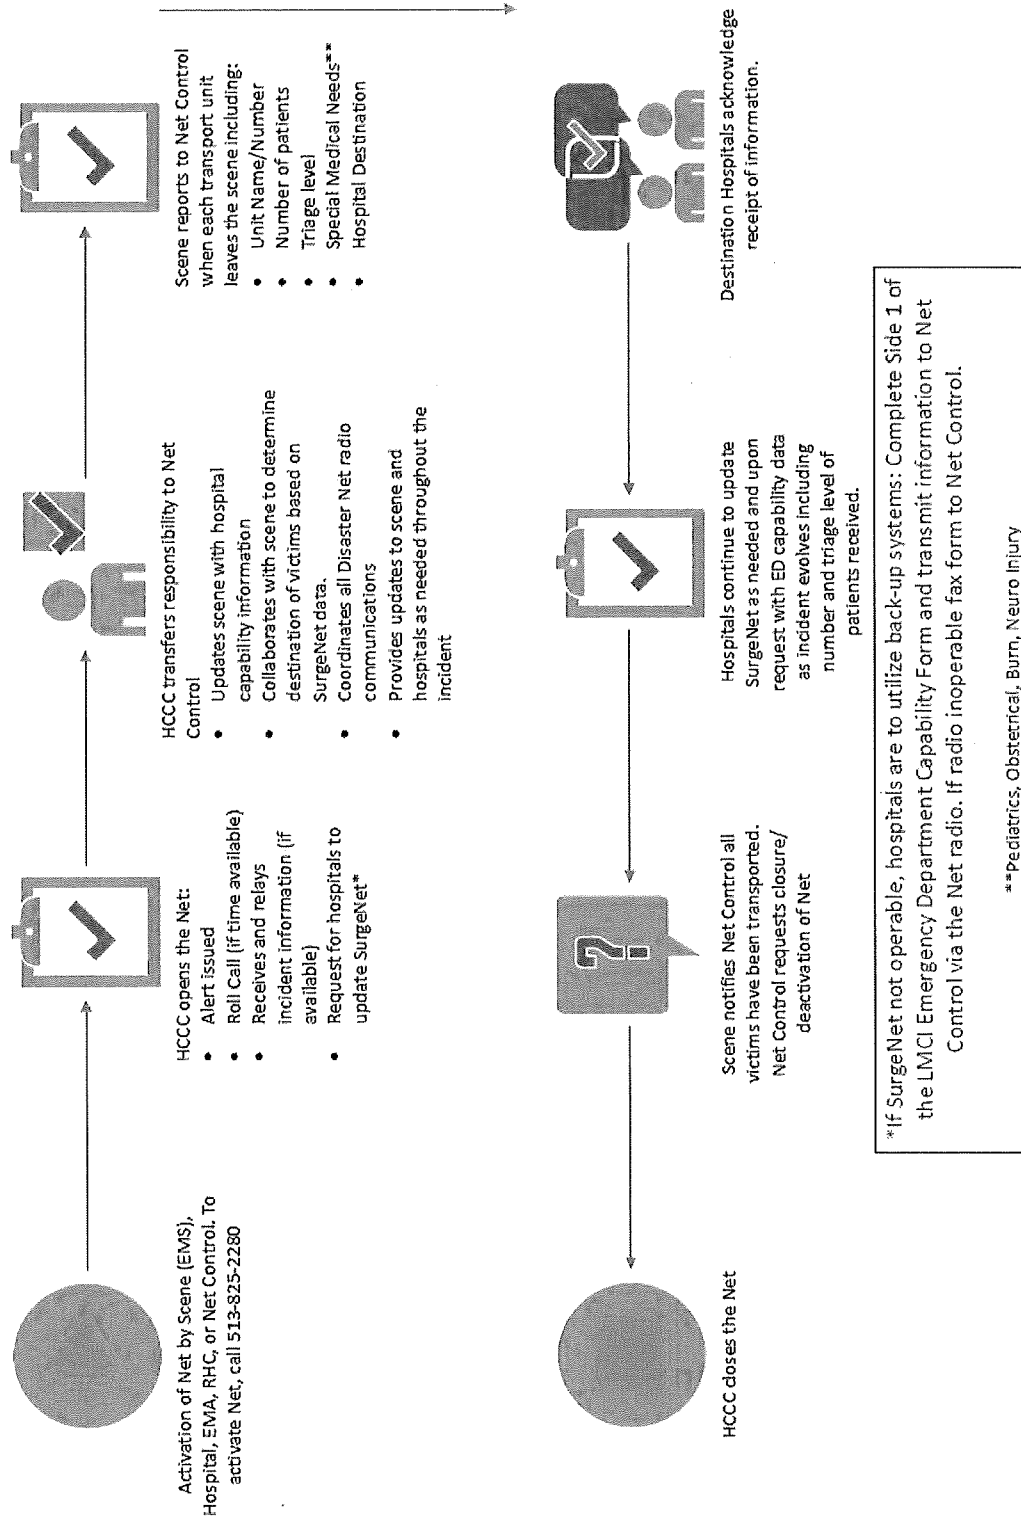 Activation of Net by Scene (EMS),
Hospital, EMA, RHC, or Net Control. To
activate Net, call 513-825-2280
HCCC opens the Net:
• Alert issued
• Roll Call (if time available)
• Receives and relays
incident information (if
available)
• Request for hospitals to
update SurgeNet*
HCCC transfers responsibility to Net
Control
• Updates scene with hospital
capability information
• Collaborates with scene to determine
destination of victims based on
SurgeNet data.
• Coordinates all Disaster Net radio
communications
• Provides updates to scene and
hospitals as needed throughout the
incident
Scene reports to Net Control
when each transport unit
leaves the scene including:
• Unit Name/Number
• Number of patients
• Triage level
• Special Medical Needs**
• Hospital Destination
Destination Hospitals acknowledge
receipt of information.
Hospitals continue to update
SurgeNet as needed and upon
request with ED capability data
as incident evolves including
number and triage level of
patients received.
?
Scene notifies Net Control all
victims have been transported.
Net Control requests closure/
deactivation of Net
HCCC closes the Net
*If SurgeNet not operable, hospitals are to utilize back-up systems: Complete Side 1 of
the LMCI Emergency Department Capability Form and transmit information to Net
Control via the Net radio. If radio inoperable fax form to Net Control.
**Pediatrics, Obstetrical, Burn, Neuro Injury